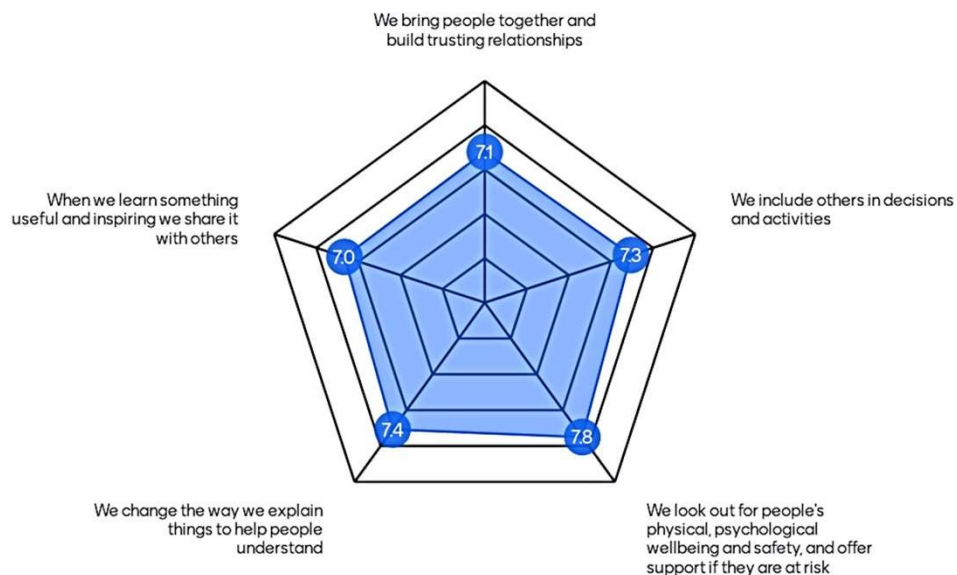 We bring people together and
build trusting relationships
7.1
When we learn something
useful and inspiring we share it
with others
We include others in decisions
and activities
7.0
7.3
7.4
7.8
We change the way we explain
things to help people
understand
We look out for people's
physical, psychological
wellbeing and safety, and offer
support if they are at risk